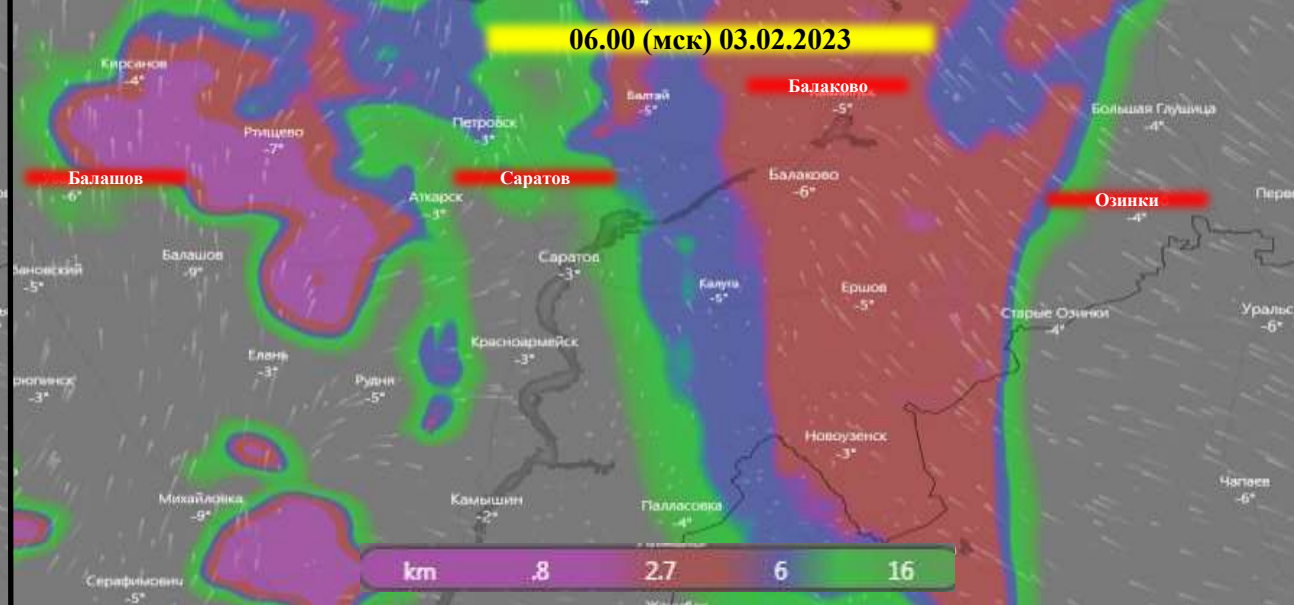 06.00 (мск) 03.02.2023
Кирсанов
-4°
Балтай
-5°
Балаково
-5°
Большая Глушица
-4°
Петровск
-3°
Ртищево
-7°
Балашов
-6°
Саратов
Балаково
-6°
Озинки
-4°
Аткарск
-3°
Балашов
-9°
Саратов
-3°
-5°
Калуга
-5°
Ершов
-5°
Старые Озинки
-4°
-6°
Красноармейск
-3°
Елань
-3°
Рудня
-5°
-3°
Новоузенск
-3°
Михайловка
-9°
Камышин
-2°
Палласовка
-4°
Чапаев
-6°
km .8 2.7 6 16
Серафимович
-5°